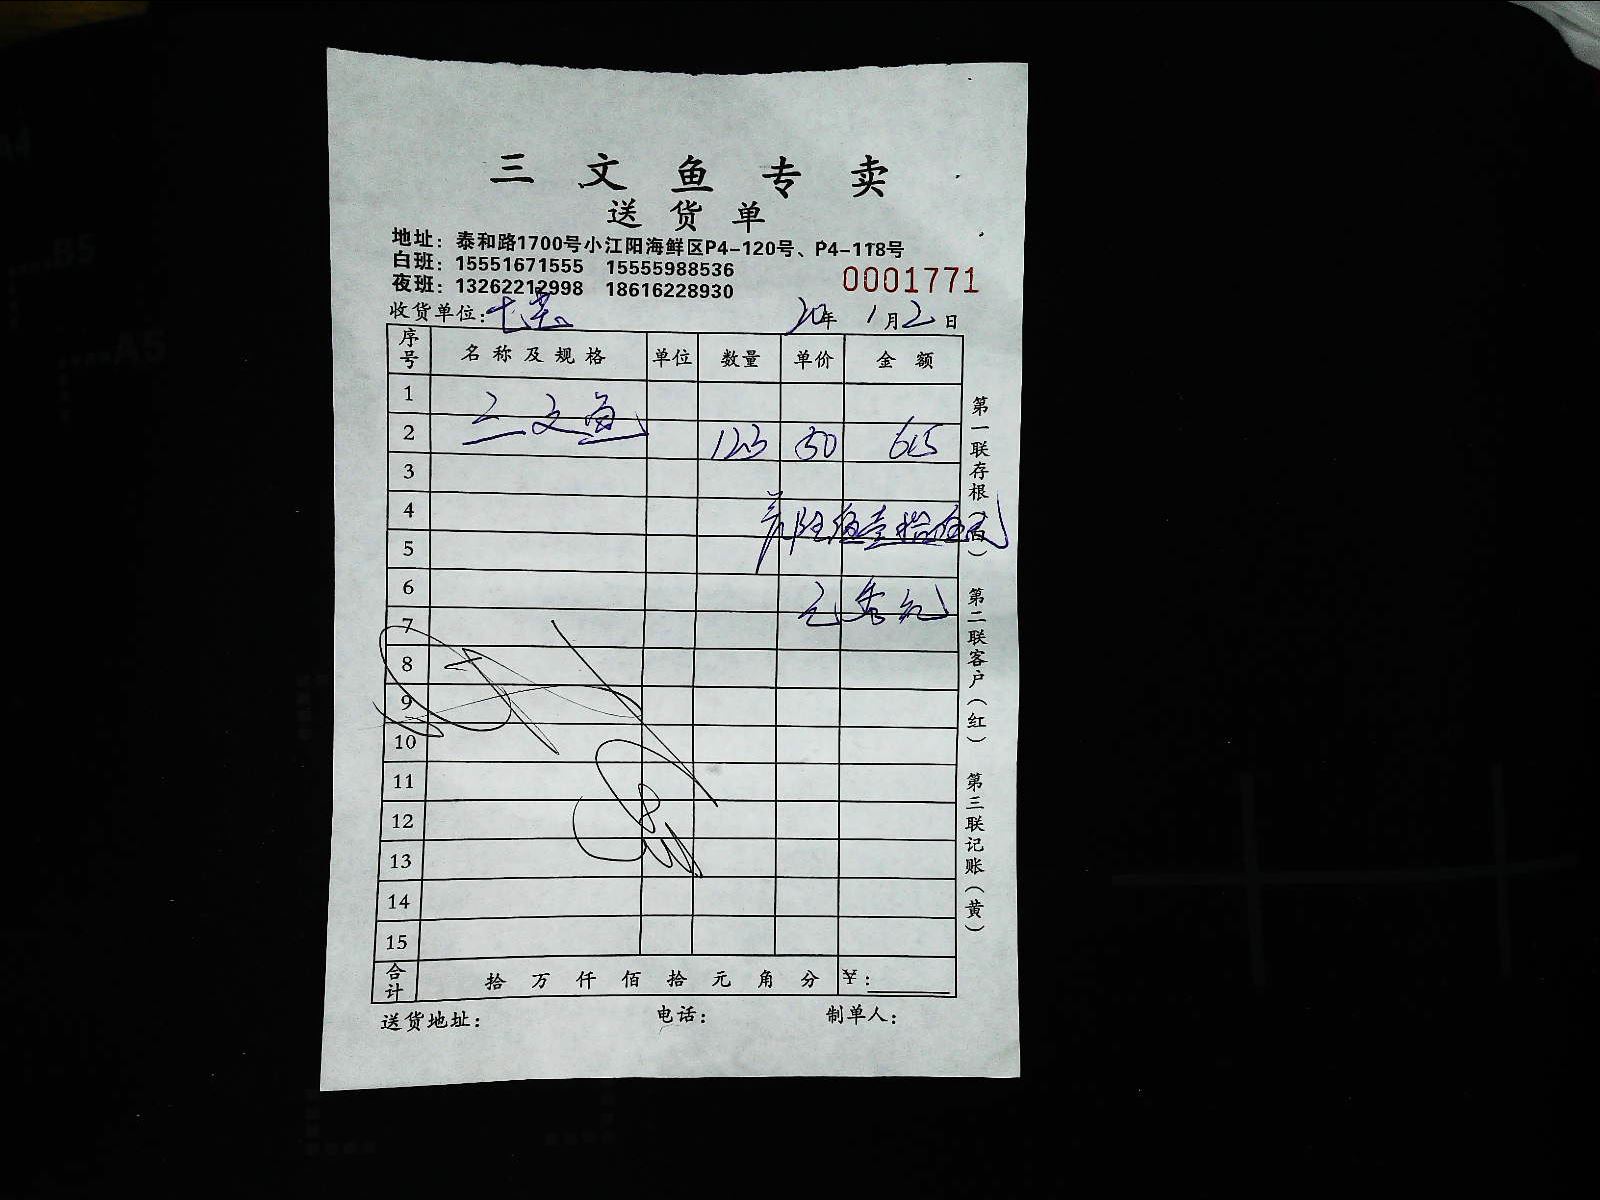 三文鱼专卖
送货单
地址：泰和路1700号小江阳海鲜区P4-120号、P4-118号
白班：15551671555 15555988536
0001771
夜班：13262212998 18616228930
收货单位： 20年1月2日
序号 名称及规格 单位 数量 单价 金额
1
2 三文鱼 123 50 615
3
4
5
6
7
8
9
10
11
12
13
14
15
合计 拾万仟佰拾元角分 ¥：
送货地址： 电话： 制单人：
第一联存根（白） 第二联客户（红） 第三联记账（黄）